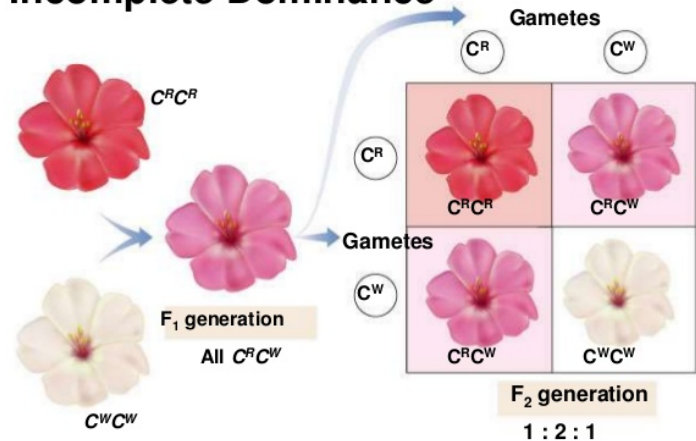 Incomplete Dominance
Gametes
Cᴿ
Cᵂ
CᴿCᴿ
Cᴿ
CᴿCᴿ
CᴿCᵂ
Gametes
Cᵂ
F₁ generation
All CᴿCᵂ
CᴿCᵂ
CᵂCᵂ
CᵂCᵂ
F₂ generation
1 : 2 : 1